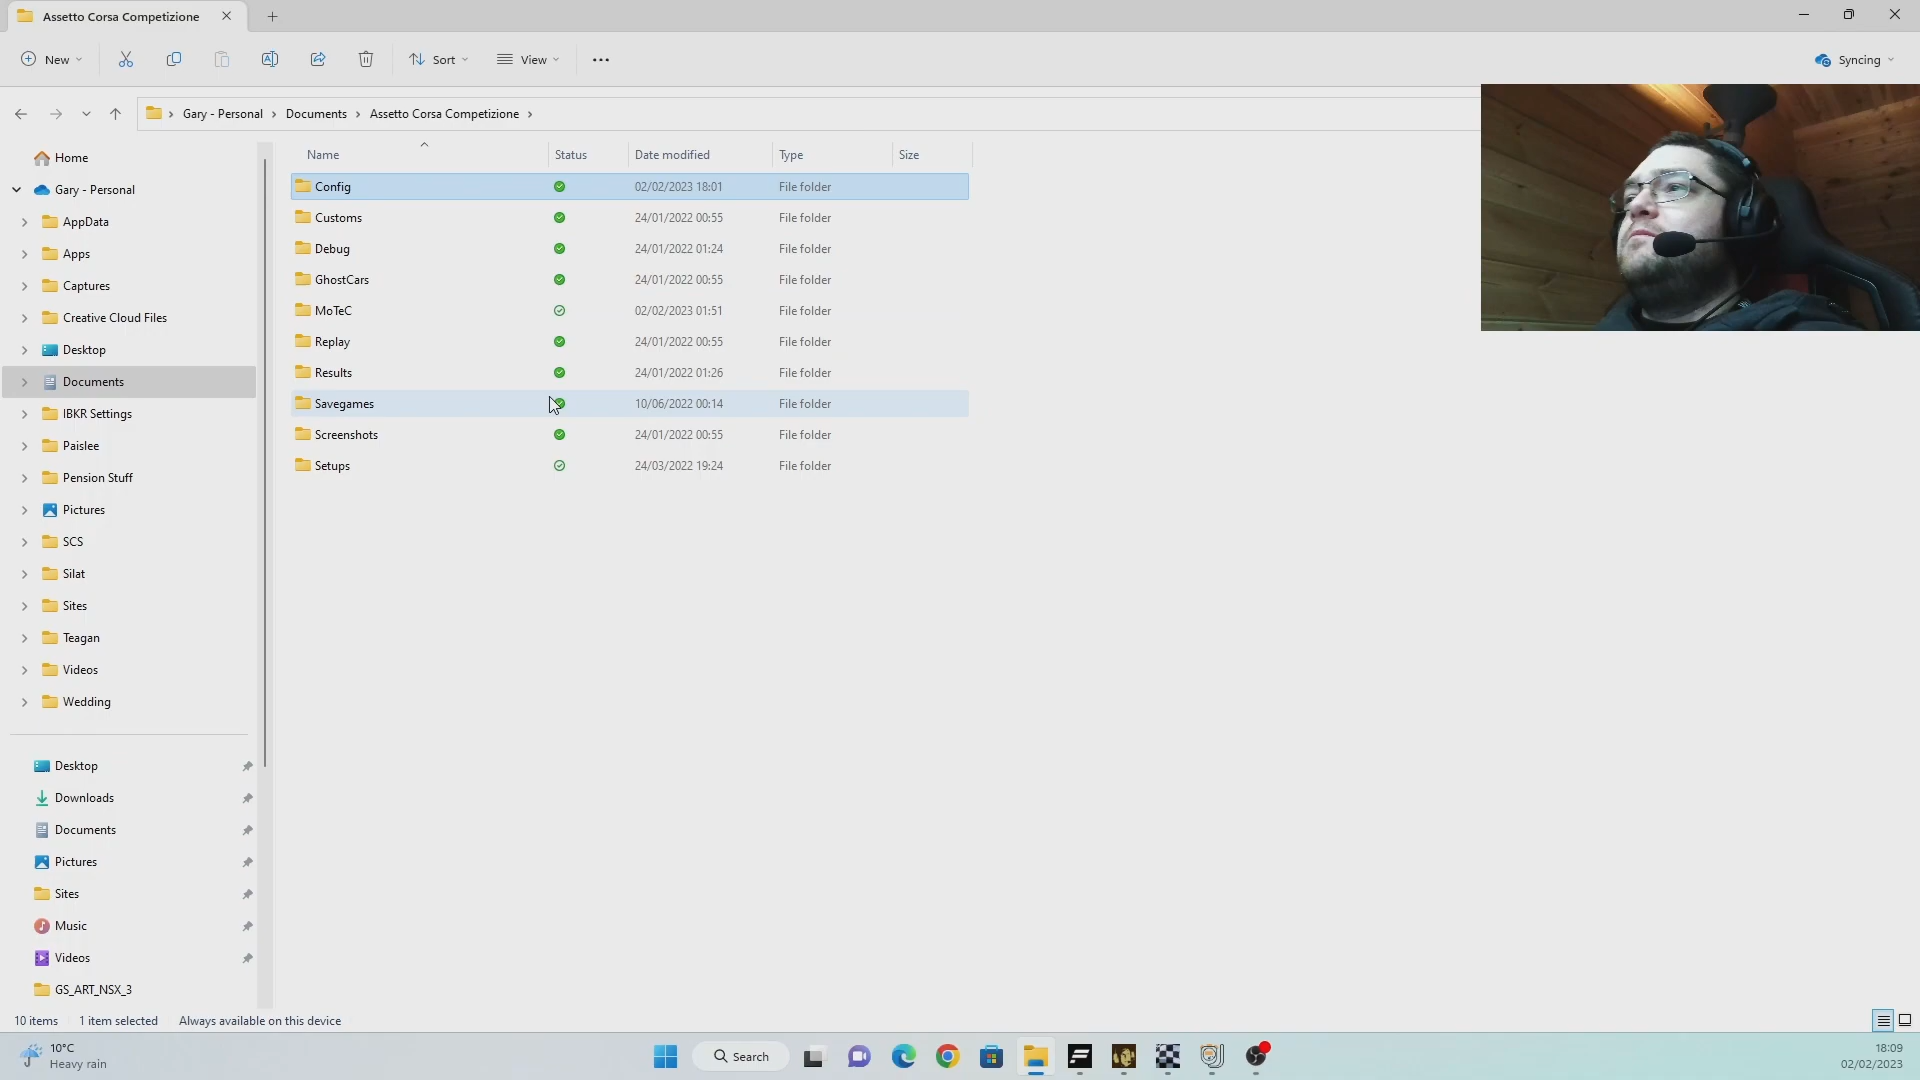 Assetto Corsa Competizione
New
Sort
View
Syncing
Gary - Personal
Documents
Assetto Corsa Competizione
Home
Gary - Personal
AppData
Apps
Captures
Creative Cloud Files
Desktop
Documents
IBKR Settings
Paislee
Pension Stuff
Pictures
SCS
Silat
Sites
Teagan
Videos
Wedding
Desktop
Downloads
Documents
Pictures
Sites
Music
Videos
GS_ART_NSX_3
Name Status Date modified Type Size
Config 02/02/2023 18:01 File folder
Customs 24/01/2022 00:55 File folder
Debug 24/01/2022 01:24 File folder
GhostCars 24/01/2022 00:55 File folder
MoTeC 02/02/2023 01:51 File folder
Replay 24/01/2022 00:55 File folder
Results 24/01/2022 01:26 File folder
Savegames 10/06/2022 00:14 File folder
Screenshots 24/01/2022 00:55 File folder
Setups 24/03/2022 19:24 File folder
10 items 1 item selected Always available on this device
10°C
Heavy rain
Search
18:09
02/02/2023